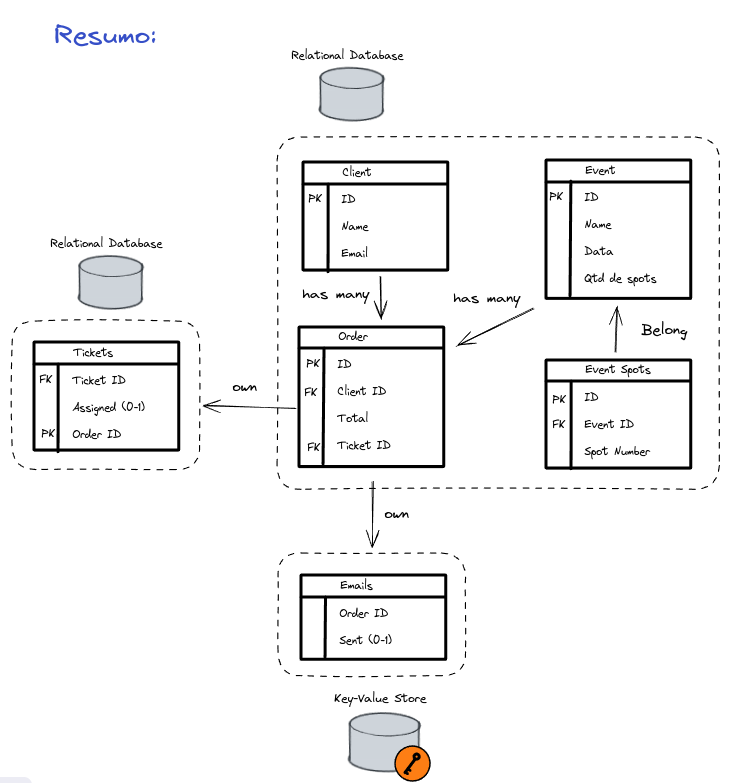 Resumo:
Relational Database
Client
PK ID
Name
Email
Event
PK ID
Name
Data
Qtd de spots
has many
has many
Belong
Relational Database
Tickets
FK Ticket ID
Assigned (0-1)
PK Order ID
own
Order
PK ID
FK Client ID
Total
FK Ticket ID
Event Spots
PK ID
FK Event ID
Spot Number
own
Emails
Order ID
Sent (0-1)
Key-Value Store